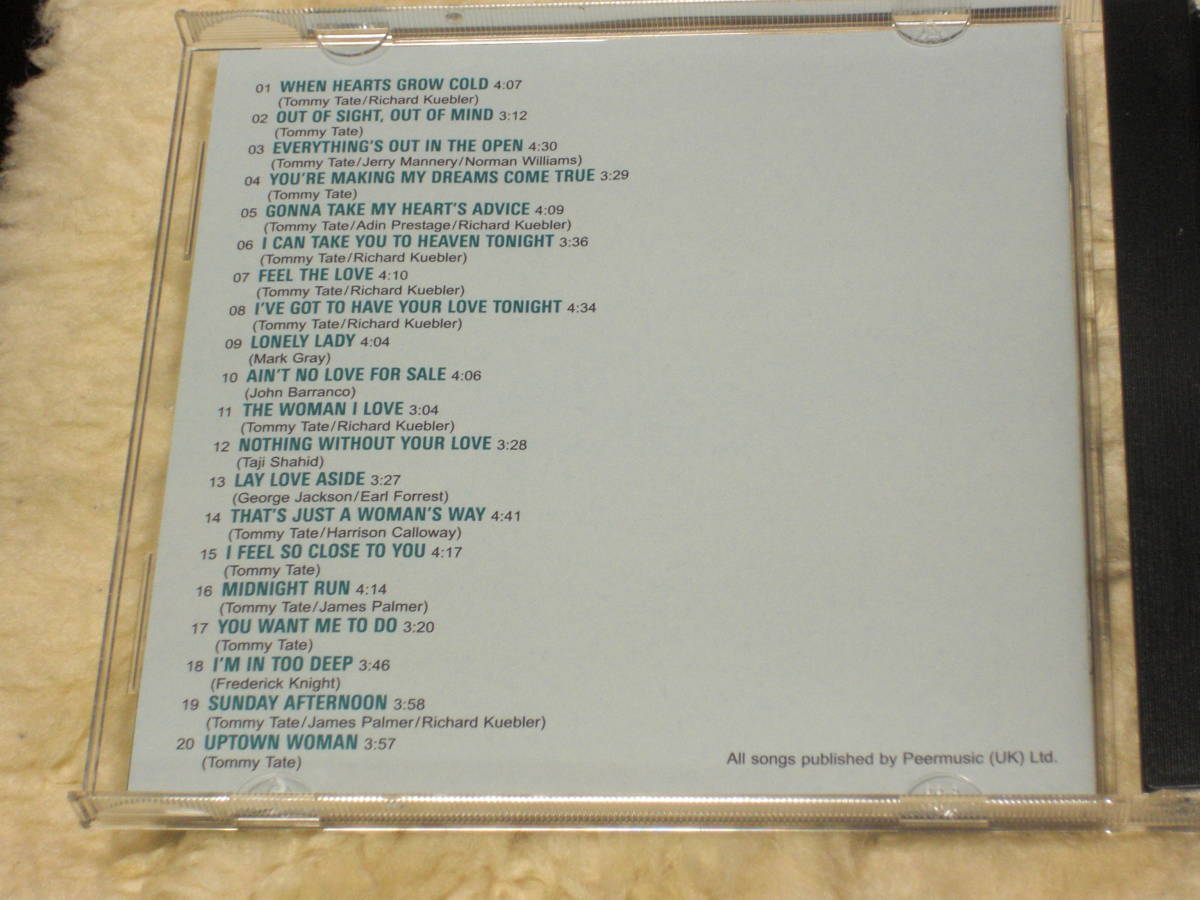 01 WHEN HEARTS GROW COLD 4:07
(Tommy Tate/Richard Kuebler)
02 OUT OF SIGHT, OUT OF MIND 3:12
(Tommy Tate)
03 EVERYTHING'S OUT IN THE OPEN 4:30
(Tommy Tate/Jerry Mannery/Norman Williams)
04 YOU'RE MAKING MY DREAMS COME TRUE 3:29
(Tommy Tate)
05 GONNA TAKE MY HEART'S ADVICE 4:09
(Tommy Tate/Adin Prestage/Richard Kuebler)
06 I CAN TAKE YOU TO HEAVEN TONIGHT 3:36
(Tommy Tate/Richard Kuebler)
07 FEEL THE LOVE 4:10
(Tommy Tate/Richard Kuebler)
08 I'VE GOT TO HAVE YOUR LOVE TONIGHT 4:34
(Tommy Tate/Richard Kuebler)
09 LONELY LADY 4:04
(Mark Gray)
10 AIN'T NO LOVE FOR SALE 4:06
(John Barranco)
11 THE WOMAN I LOVE 3:04
(Tommy Tate/Richard Kuebler)
12 NOTHING WITHOUT YOUR LOVE 3:28
(Taji Shahid)
13 LAY LOVE ASIDE 3:27
(George Jackson/Earl Forrest)
14 THAT'S JUST A WOMAN'S WAY 4:41
(Tommy Tate/Harrison Calloway)
15 I FEEL SO CLOSE TO YOU 4:17
(Tommy Tate)
16 MIDNIGHT RUN 4:14
(Tommy Tate/James Palmer)
17 YOU WANT ME TO DO 3:20
(Tommy Tate)
18 I'M IN TOO DEEP 3:46
(Frederick Knight)
19 SUNDAY AFTERNOON 3:58
(Tommy Tate/James Palmer/Richard Kuebler)
20 UPTOWN WOMAN 3:57
(Tommy Tate)
All songs published by Peermusic (UK) Ltd.